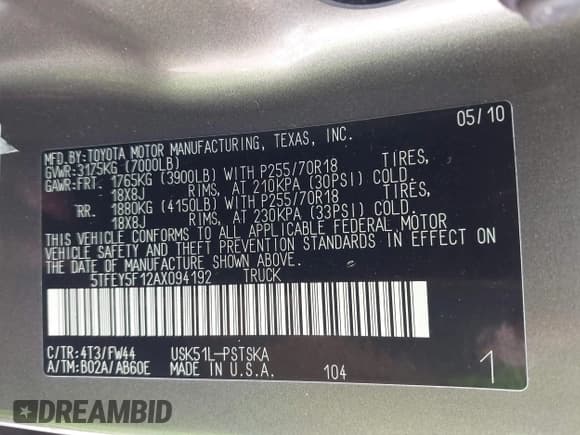 05/10
MFD.BY:TOYOTA MOTOR MANUFACTURING, TEXAS, INC.
GVWR:3175KG (7000LB)
GAWR:FRT. 1765KG (3900LB) WITH P255/70R18 TIRES,
18X8J RIMS, AT 210KPA (30PSI) COLD.
RR. 1880KG (4150LB) WITH P255/70R18 TIRES,
18X8J RIMS, AT 230KPA (33PSI) COLD.
THIS VEHICLE CONFORMS TO ALL APPLICABLE FEDERAL MOTOR
VEHICLE SAFETY AND THEFT PREVENTION STANDARDS IN EFFECT
ON THE DATE OF MANUFACTURE SHOWN ABOVE.
5TFEY5F12AX094192 TRUCK
C/TR:4T3/FW44 USK51L-PSTSKA
A/TM:B02A/AB60E MADE IN U.S.A. 104 1
DREAMBID